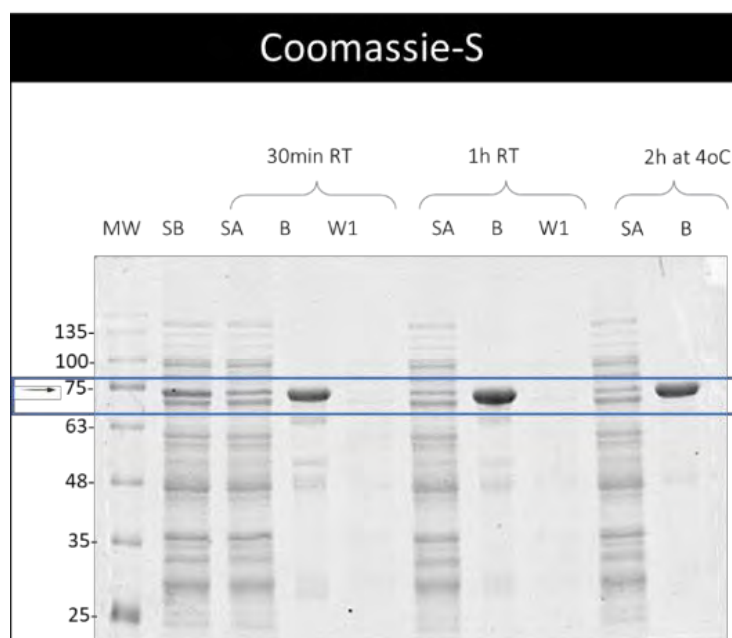 Coomassie-S
30min RT 1h RT 2h at 4oC
MW SB SA B W1 SA B W1 SA B
135-
100-
75-
63-
48-
35-
25-